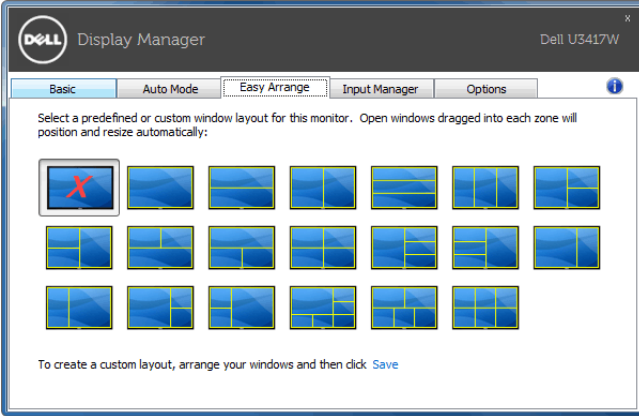 x
DELL Display Manager Dell U3417W
Basic Auto Mode Easy Arrange Input Manager Options i
Select a predefined or custom window layout for this monitor. Open windows dragged into each zone will
position and resize automatically:
X
To create a custom layout, arrange your windows and then click Save